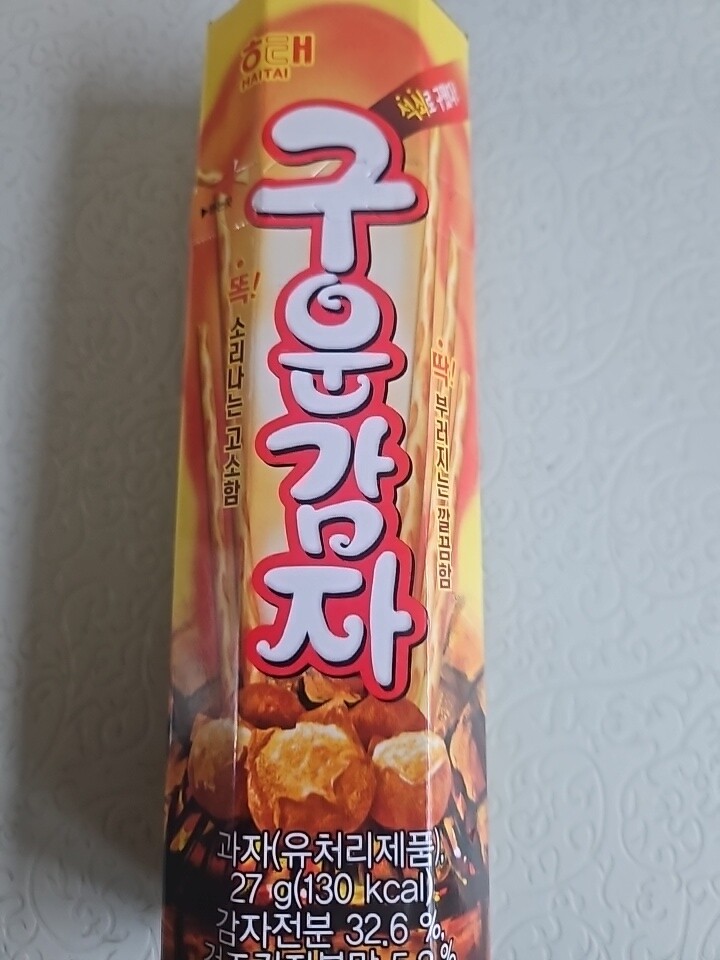 해태
HAITAI
석쇠로 구웠다!
구운감자
똑!
소리나는 고소함
딱!
부러지는 깔끔함
과자(유처리제품).
27 g(130 kcal).
감자전분 32.6 %,